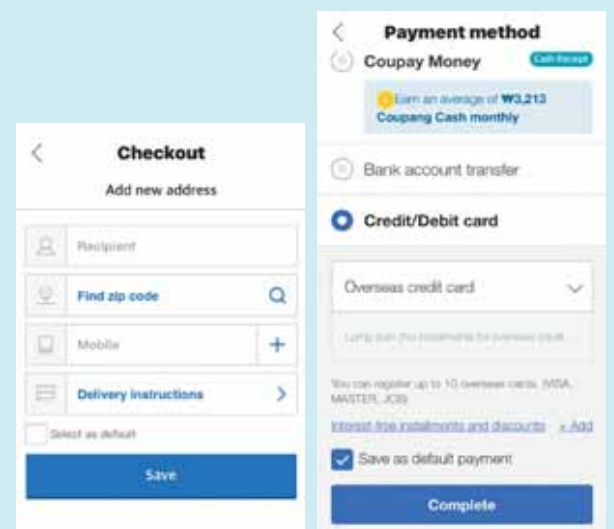 Checkout
Add new address
Recipient
Find zip code
Mobile
Delivery instructions
Select as default
Save
Payment method
Coupay Money
Cash Receipt
Earn an average of ₩3,213
Coupang Cash monthly
Bank account transfer
Credit/Debit card
Overseas credit card
You can register up to 10 overseas cards. (VISA,
MASTER, JCB)
Interest-free installments and discounts + Add
Save as default payment
Complete